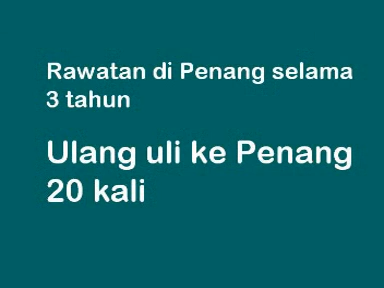 Rawatan di Penang selama
3 tahun
Ulang uli ke Penang
20 kali